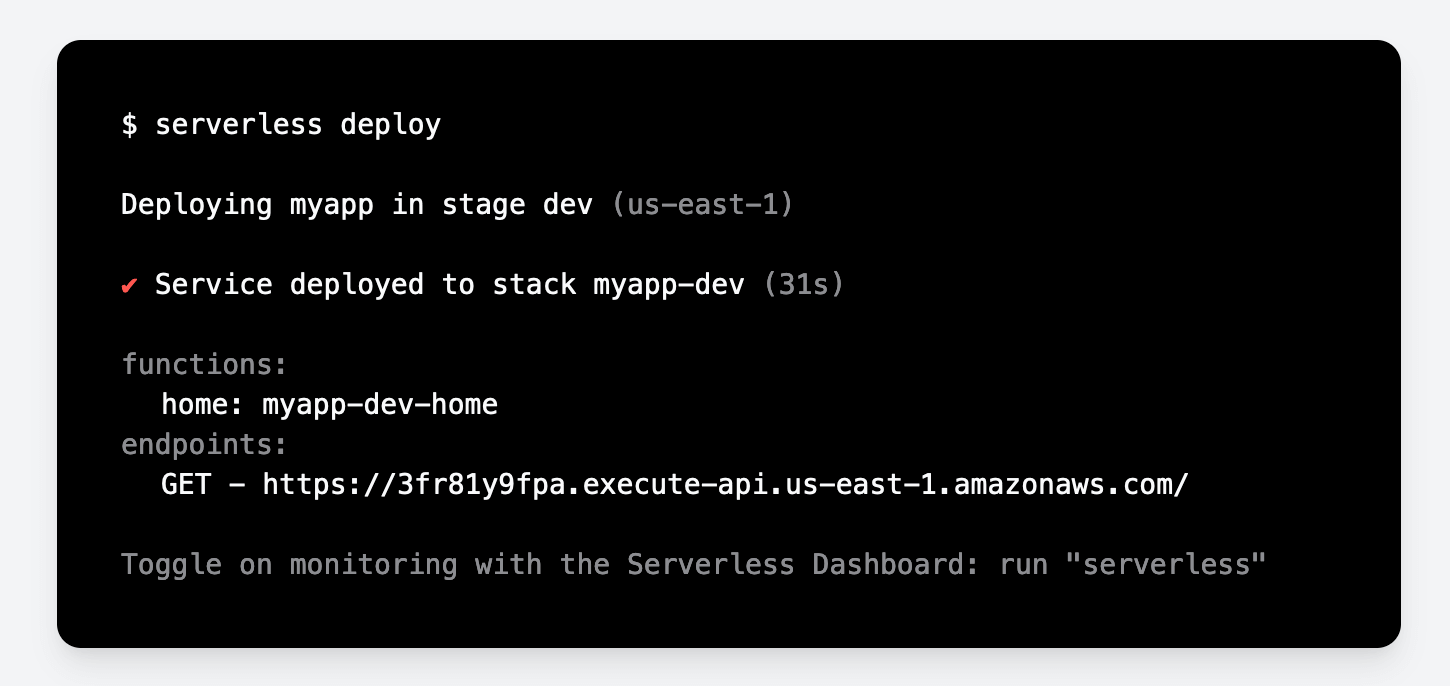 $ serverless deploy
Deploying myapp in stage dev (us-east-1)
✔ Service deployed to stack myapp-dev (31s)
functions:
home: myapp-dev-home
endpoints:
GET - https://3fr81y9fpa.execute-api.us-east-1.amazonaws.com/
Toggle on monitoring with the Serverless Dashboard: run "serverless"